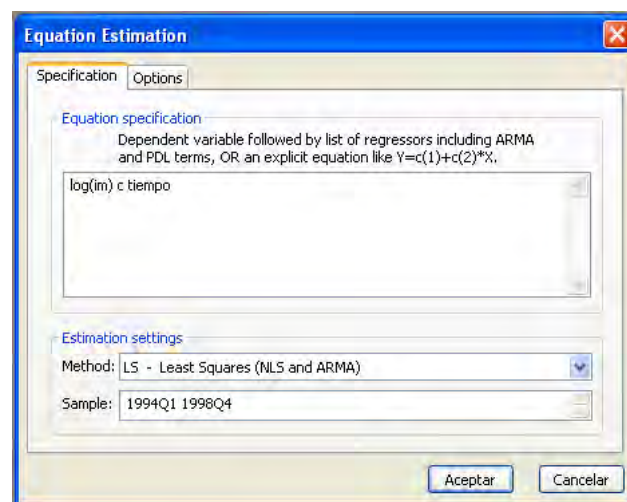 Equation Estimation
Specification
Options
Equation specification
Dependent variable followed by list of regressors including ARMA
and PDL terms, OR an explicit equation like Y=c(1)+c(2)*X.
log(im) c tiempo
Estimation settings
Method: LS - Least Squares (NLS and ARMA)
Sample: 1994Q1 1998Q4
Aceptar
Cancelar